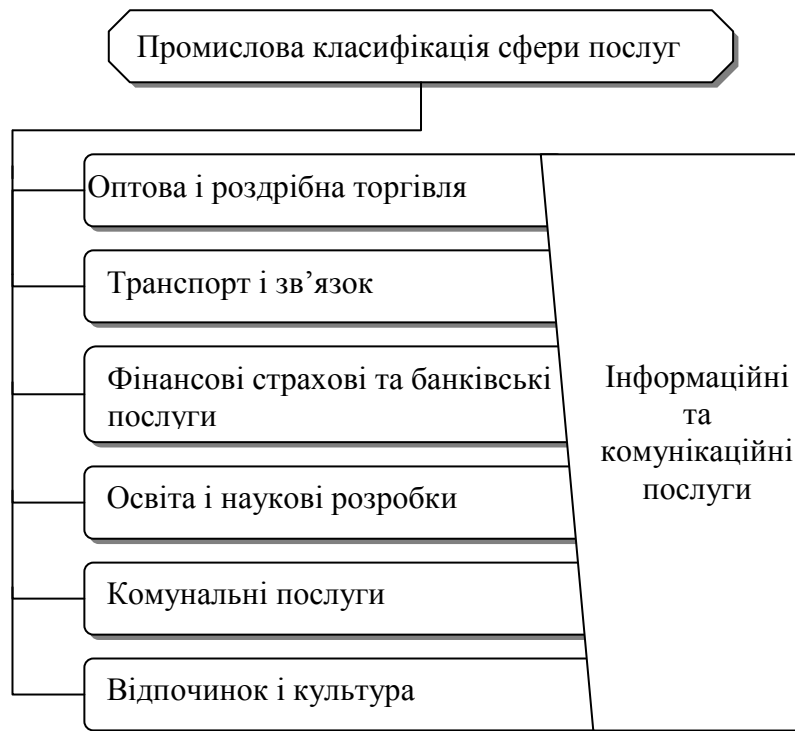 Промислова класифікація сфери послуг
Оптова і роздрібна торгівля
Транспорт і зв’язок
Фінансові страхові та банківські
послуги
Освіта і наукові розробки
Комунальні послуги
Відпочинок і культура
Інформаційні
та
комунікаційні
послуги